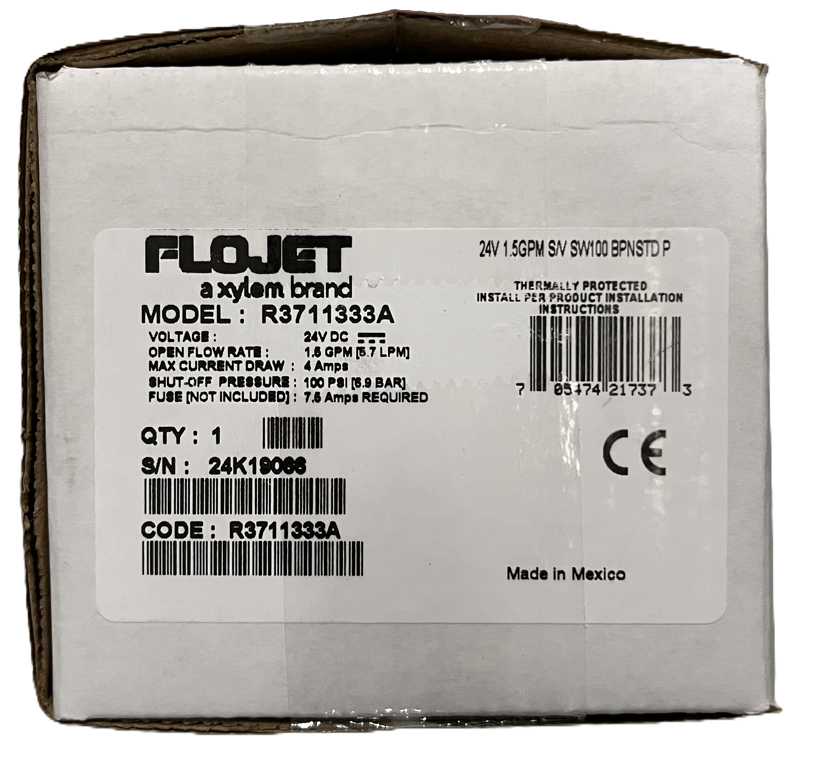 FLOJET
a xylem brand
MODEL : R3711333A
VOLTAGE : 24V DC
OPEN FLOW RATE : 1.5 GPM [5.7 LPM]
MAX CURRENT DRAW : 4 Amps
SHUT-OFF PRESSURE : 100 PSI [6.9 BAR]
FUSE [NOT INCLUDED] : 7.5 Amps REQUIRED
QTY : 1
S/N : 24K19066
CODE : R3711333A
24V 1.5GPM S/V SW100 BPNSTD P
THERMALLY PROTECTED
INSTALL PER PRODUCT INSTALLATION
INSTRUCTIONS
7 05474 21737 3
CE
Made in Mexico